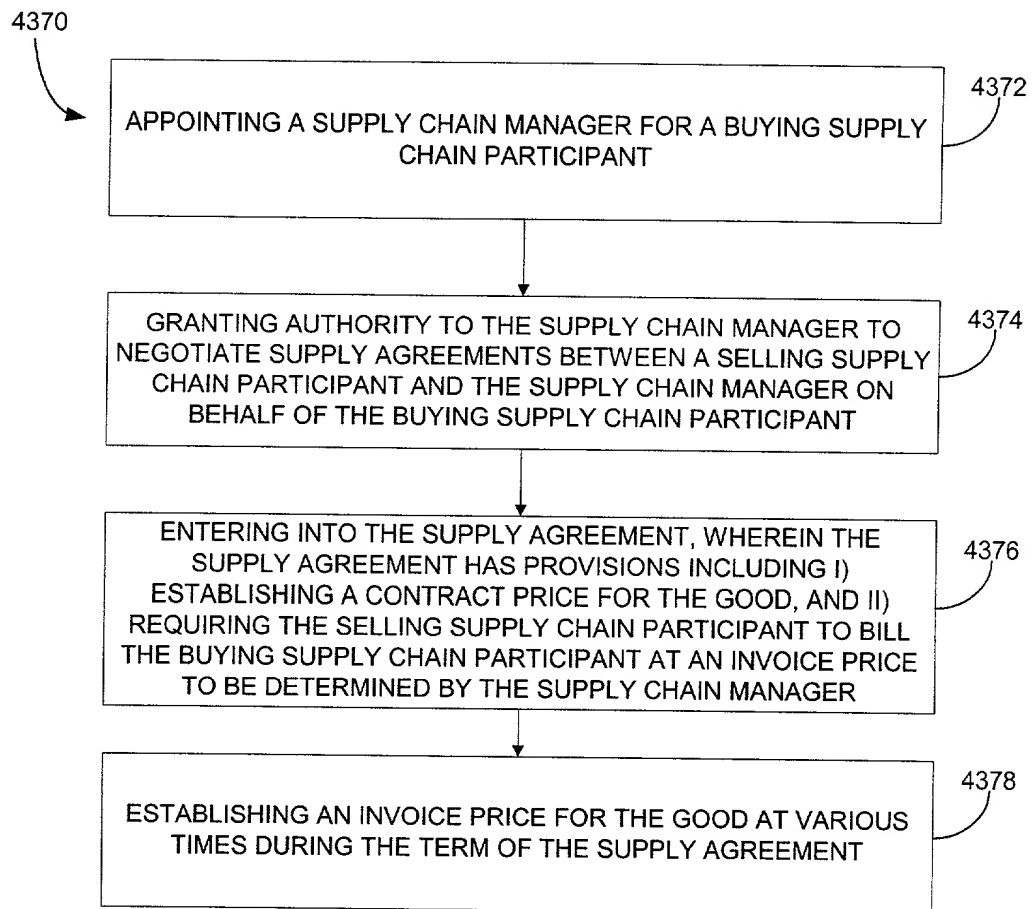 4370
4372
APPOINTING A SUPPLY CHAIN MANAGER FOR A BUYING SUPPLY
CHAIN PARTICIPANT
4374
GRANTING AUTHORITY TO THE SUPPLY CHAIN MANAGER TO
NEGOTIATE SUPPLY AGREEMENTS BETWEEN A SELLING SUPPLY
CHAIN PARTICIPANT AND THE SUPPLY CHAIN MANAGER ON
BEHALF OF THE BUYING SUPPLY CHAIN PARTICIPANT
4376
ENTERING INTO THE SUPPLY AGREEMENT, WHEREIN THE
SUPPLY AGREEMENT HAS PROVISIONS INCLUDING I)
ESTABLISHING A CONTRACT PRICE FOR THE GOOD, AND II)
REQUIRING THE SELLING SUPPLY CHAIN PARTICIPANT TO BILL
THE BUYING SUPPLY CHAIN PARTICIPANT AT AN INVOICE PRICE
TO BE DETERMINED BY THE SUPPLY CHAIN MANAGER
4378
ESTABLISHING AN INVOICE PRICE FOR THE GOOD AT VARIOUS
TIMES DURING THE TERM OF THE SUPPLY AGREEMENT